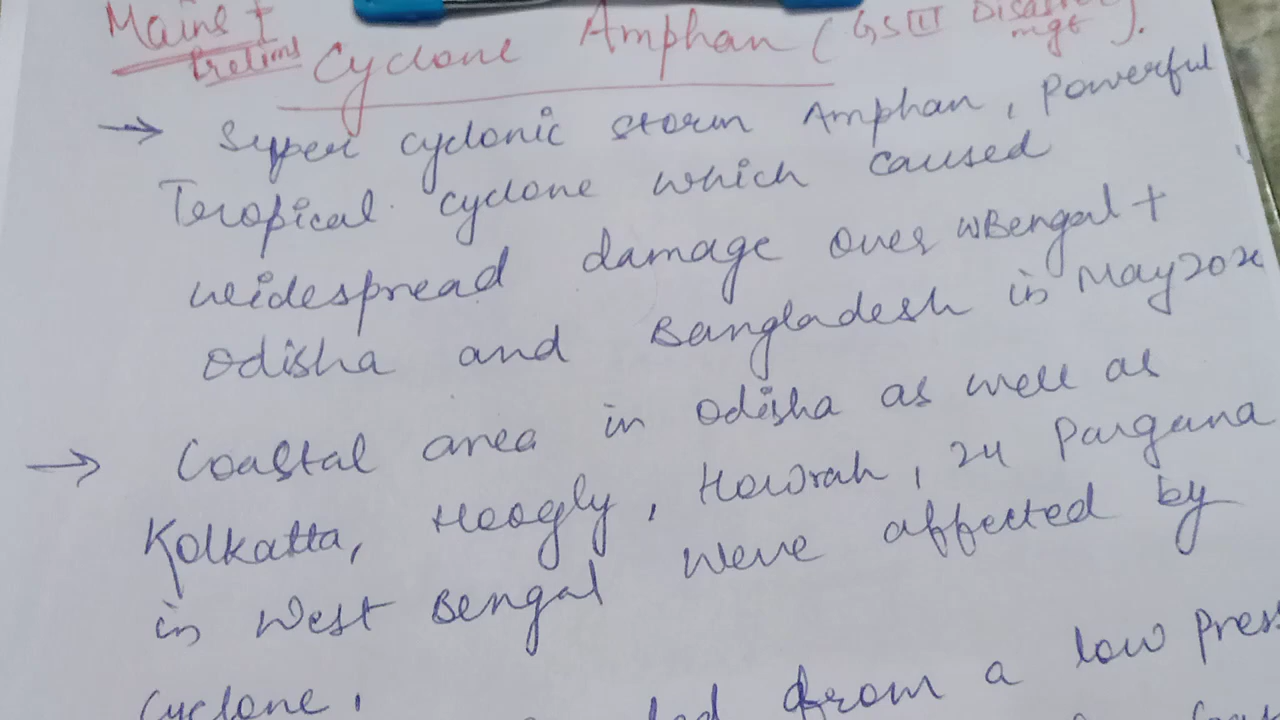 Mains +
Prelims
Cyclone Amphan (GS III Disaster
mgt).
→ Super cyclonic storm Amphan, powerful
Tropical cyclone which caused
widespread damage over WBengal +
Odisha and Bangladesh in May 202
→ Coastal area in Odisha as well as
Kolkatta, Hoogly, Howrah, 24 Pargana
in West Bengal were affected by
cyclone.
from a low press